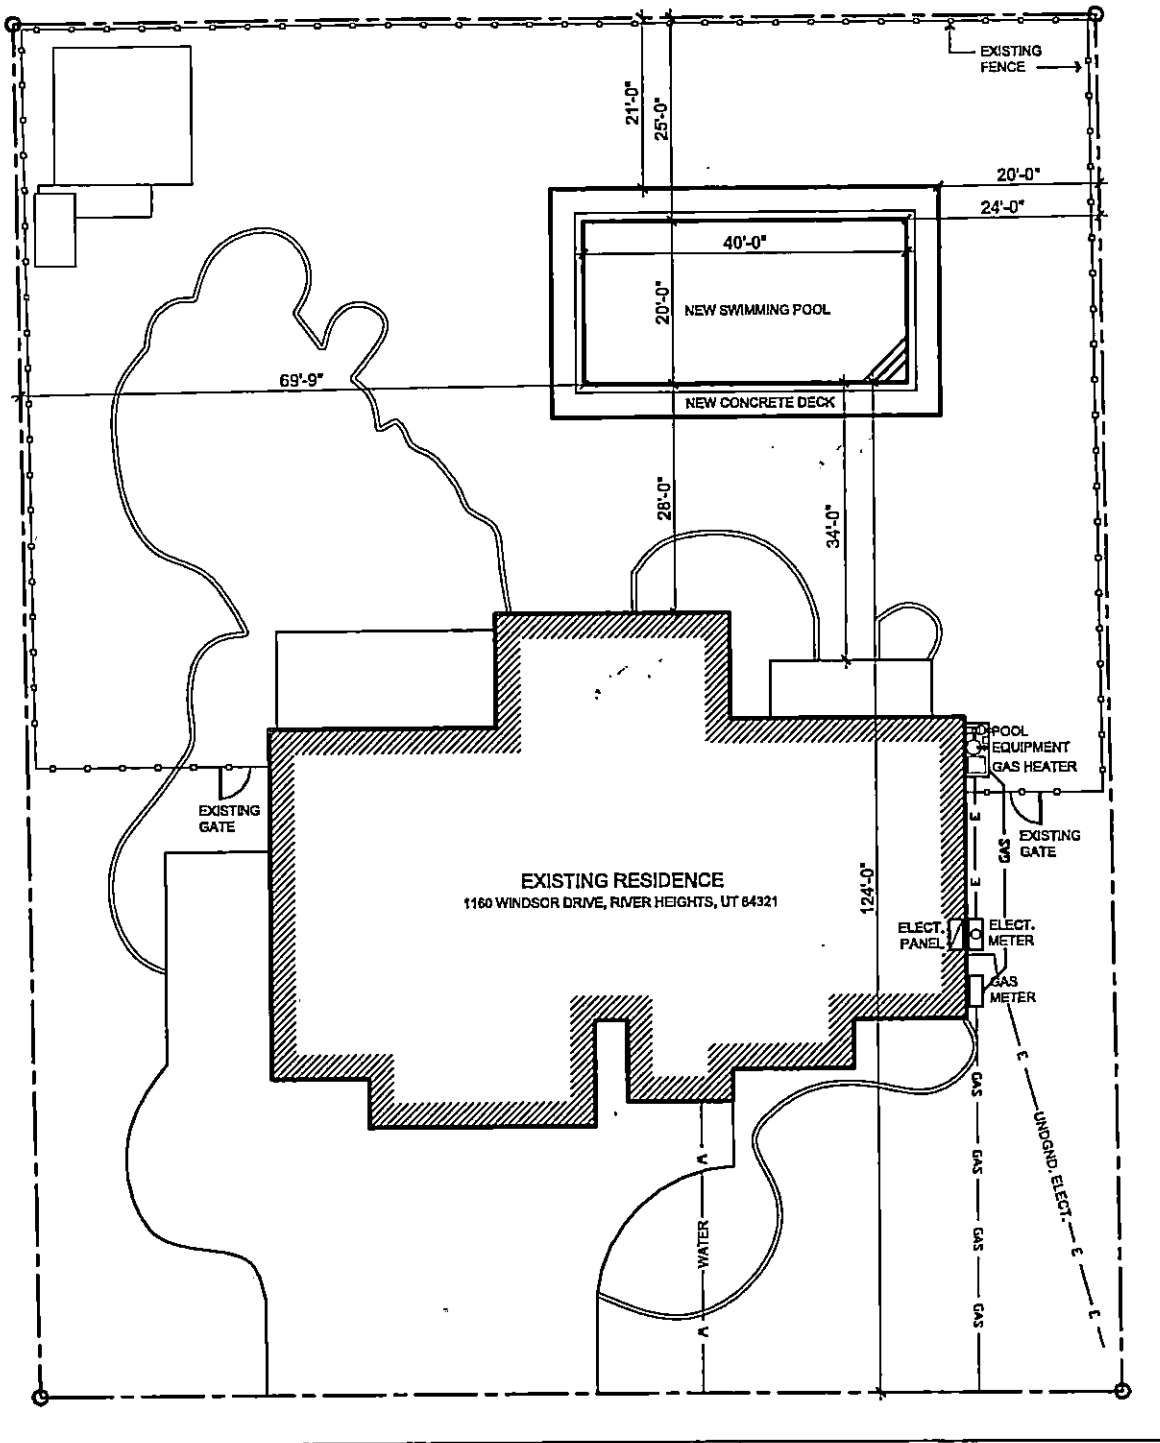 EXISTING
FENCE
21'-0"
25'-0"
20'-0"
24'-0"
40'-0"
20'-0"
NEW SWIMMING POOL
69'-9"
NEW CONCRETE DECK
28'-0"
34'-0"
POOL
EQUIPMENT
GAS HEATER
EXISTING
GATE
E
GAS
EXISTING
GATE
E
EXISTING RESIDENCE
1160 WINDSOR DRIVE, RIVER HEIGHTS, UT 84321
124'-0"
ELECT.
PANEL
ELECT.
METER
GAS
METER
E
GAS
UNDGND. ELECT.
W
GAS
WATER
GAS
E
GAS
E
W